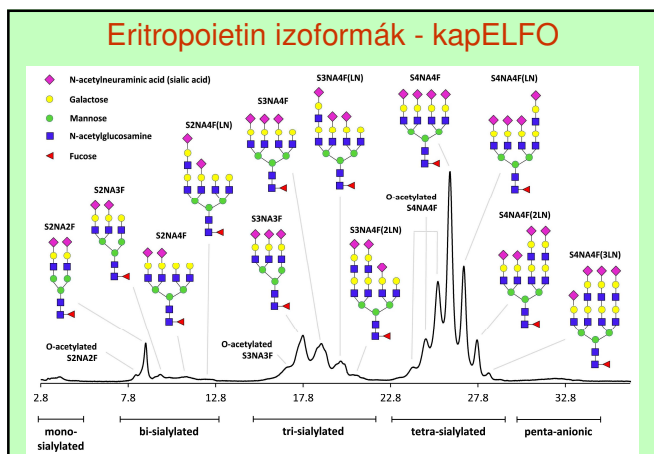 Eritropoietin izoformák - kapELFO
N-acetylneuraminic acid (sialic acid)
Galactose
Mannose
N-acetylglucosamine
Fucose
S2NA2F
S2NA3F
S2NA4F
S2NA4F(LN)
S3NA4F
S3NA4F(LN)
S3NA3F
S4NA4F
S4NA4F(LN)
O-acetylated
S4NA4F
S3NA4F(2LN)
S4NA4F(2LN)
S4NA4F(3LN)
O-acetylated
S2NA2F
O-acetylated
S3NA3F
2.8 7.8 12.8 17.8 22.8 27.8 32.8
mono-
sialylated
bi-sialylated
tri-sialylated
tetra-sialylated
penta-anionic